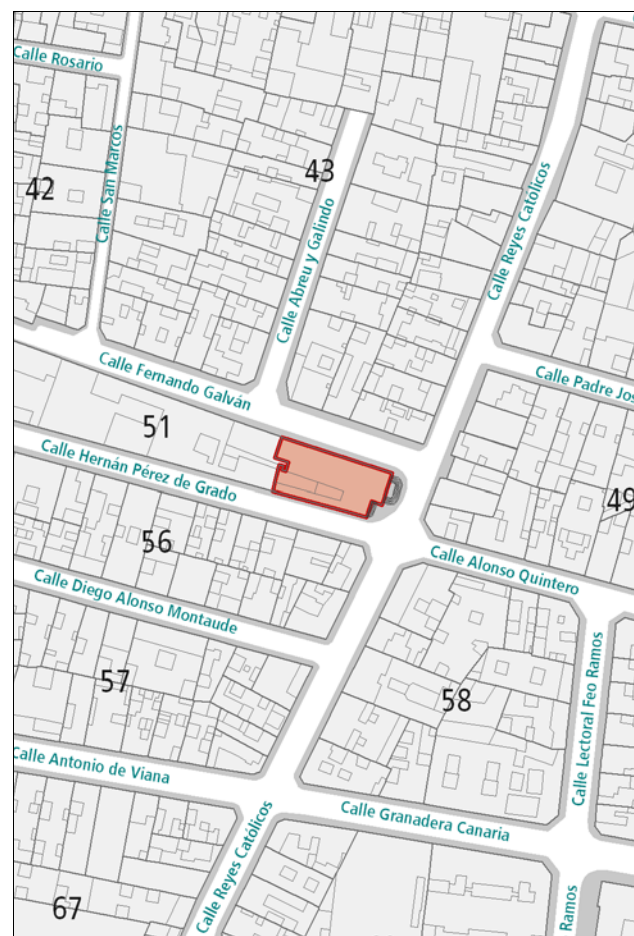 Calle Rosario
42
Calle San Marcos
43
Calle Abreu y Galindo
Calle Reyes Católicos
Calle Fernando Galván
Calle Padre Jos
51
Calle Hernán Pérez de Grado
49
56
Calle Alonso Quintero
Calle Diego Alonso Montaude
57
58
Calle Lectoral Feo Ramos
Calle Antonio de Viana
Calle Granadera Canaria
Calle Reyes Católicos
67
Ramos